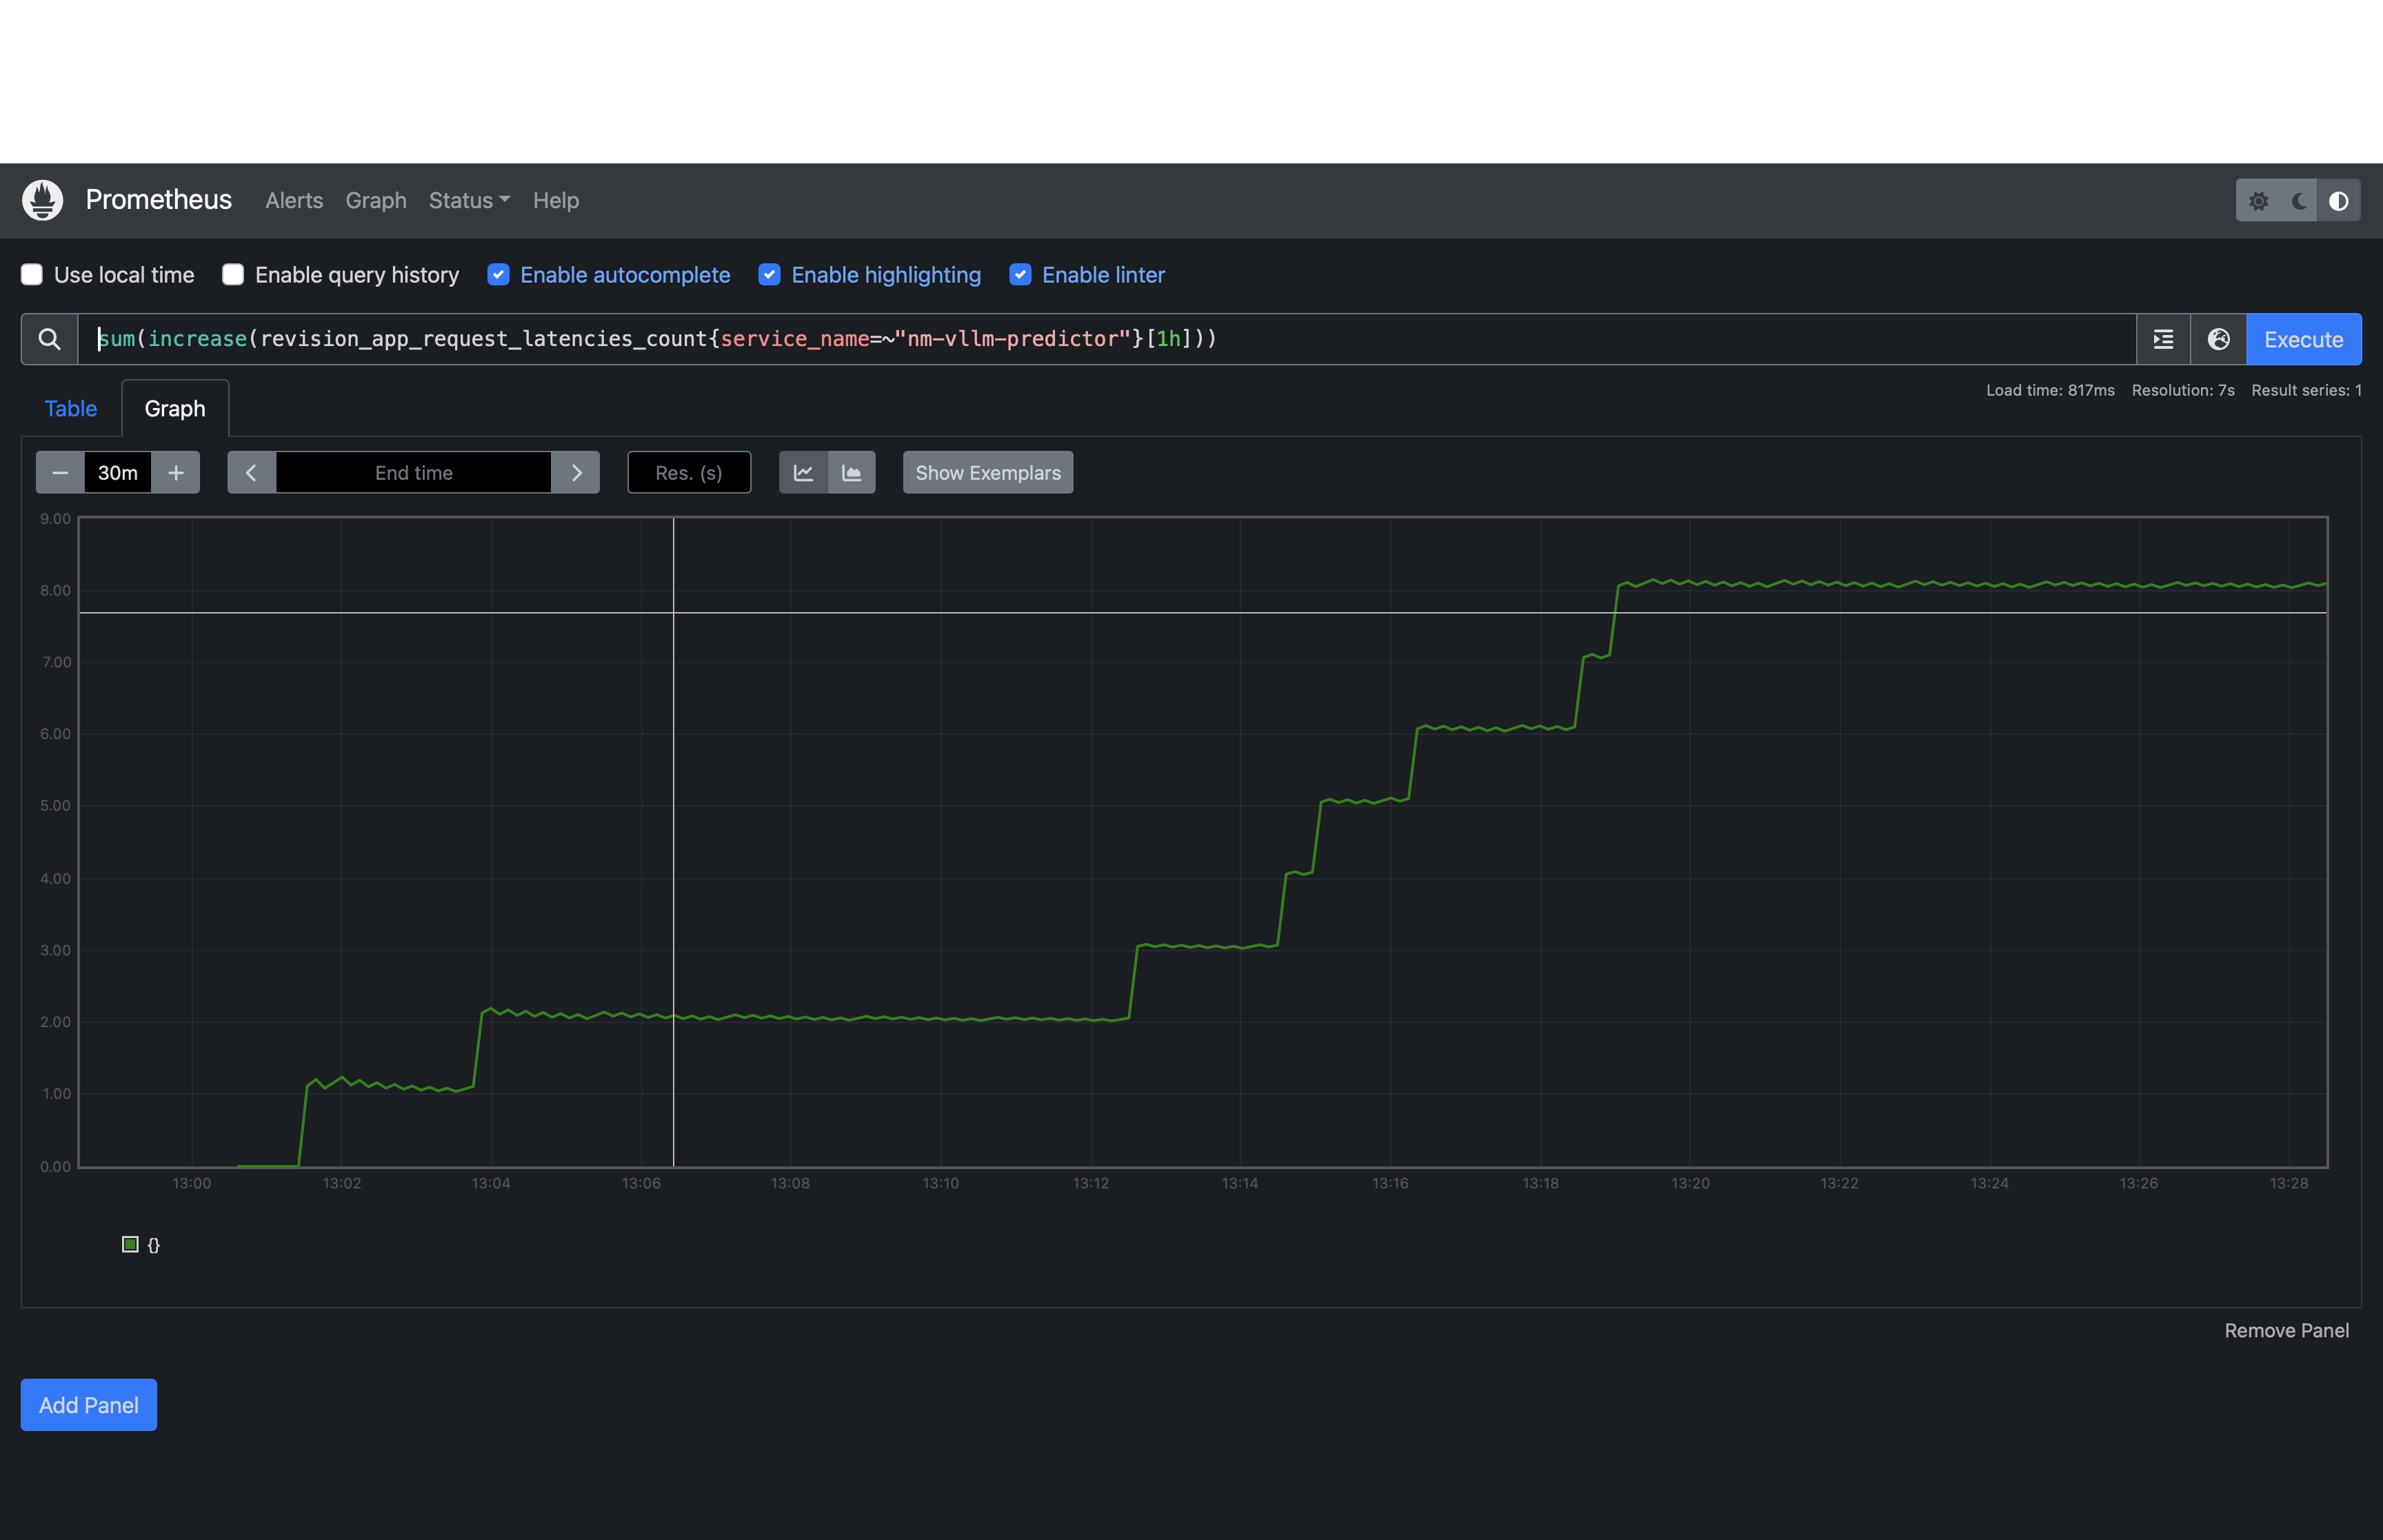 Prometheus Alerts Graph Status Help
Use local time Enable query history Enable autocomplete Enable highlighting Enable linter
sum(increase(revision_app_request_latencies_count{service_name=~"nm-vllm-predictor"}[1h])) Execute
Table Graph Load time: 817ms Resolution: 7s Result series: 1
30m End time Res. (s) Show Exemplars
9.00
8.00
7.00
6.00
5.00
4.00
3.00
2.00
1.00
0.00
13:00 13:02 13:04 13:06 13:08 13:10 13:12 13:14 13:16 13:18 13:20 13:22 13:24 13:26 13:28
{}
Remove Panel
Add Panel